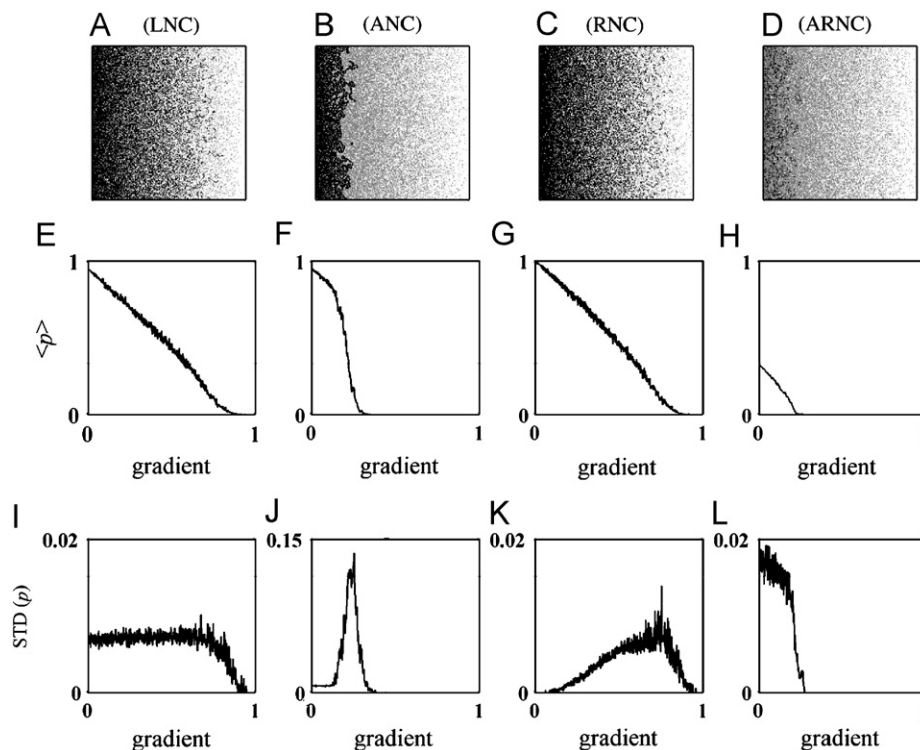 A (LNC) B (ANC) C (RNC) D (ARNC)
E F G H
1 1 1 1
<p>
0 0 0 0
0 1 0 1 0 1 0
gradient gradient gradient gradient
I J K L
0.02 0.15 0.02 0.02
STD (p)
0 0 0 0
0 1 0 1 0 1 0
gradient gradient gradient gradient